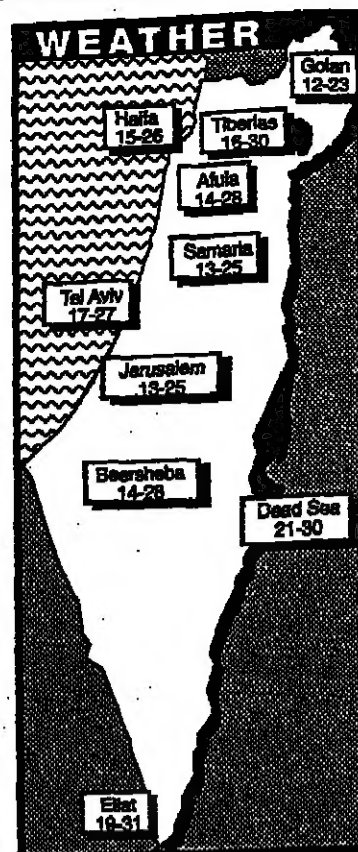 WEATHER
Golan
12-23
Haifa
15-26
Tiberias
16-30
Afula
14-28
Samaria
13-25
Tel Aviv
17-27
Jerusalem
13-25
Beersheba
14-28
Dead Sea
21-30
Eilat
19-31